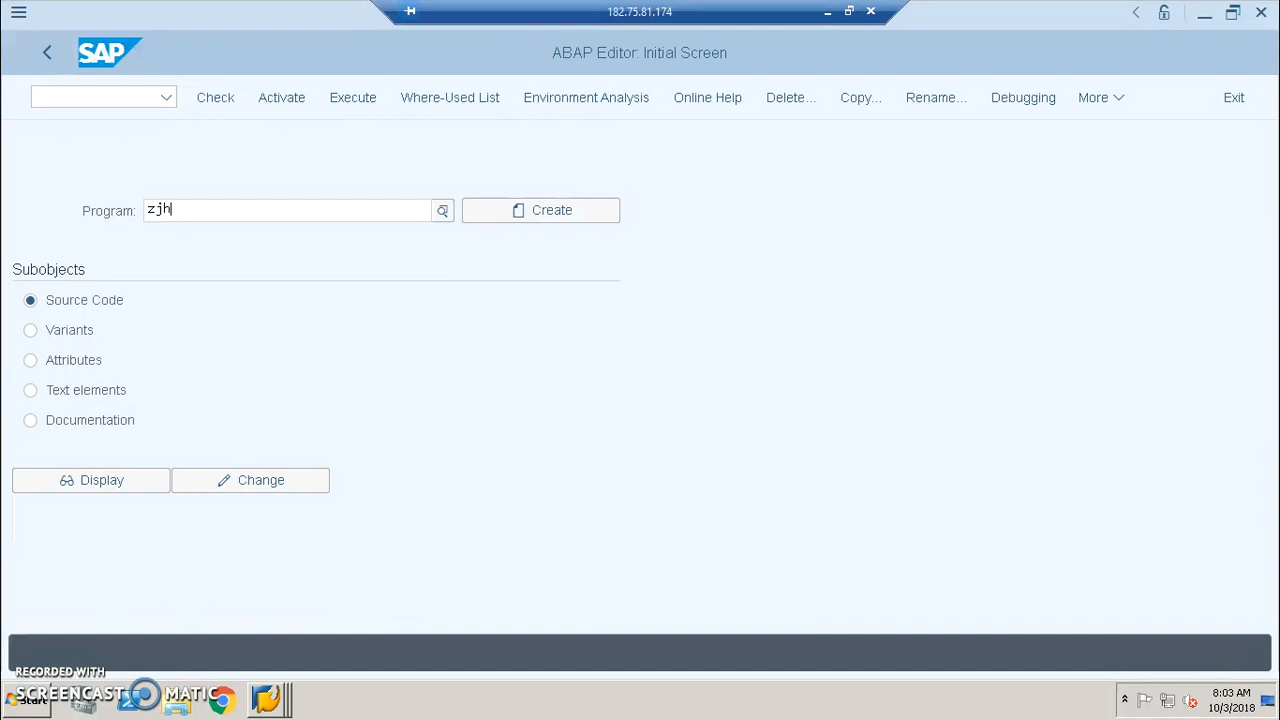 182.75.81.174
SAP
ABAP Editor: Initial Screen
Check Activate Execute Where-Used List Environment Analysis Online Help Delete... Copy... Rename... Debugging More Exit
Program: zjh Create
Subobjects
Source Code
Variants
Attributes
Text elements
Documentation
Display Change
RECORDED WITH
SCREENCAST MATIC
Start
8:03 AM
10/3/2018